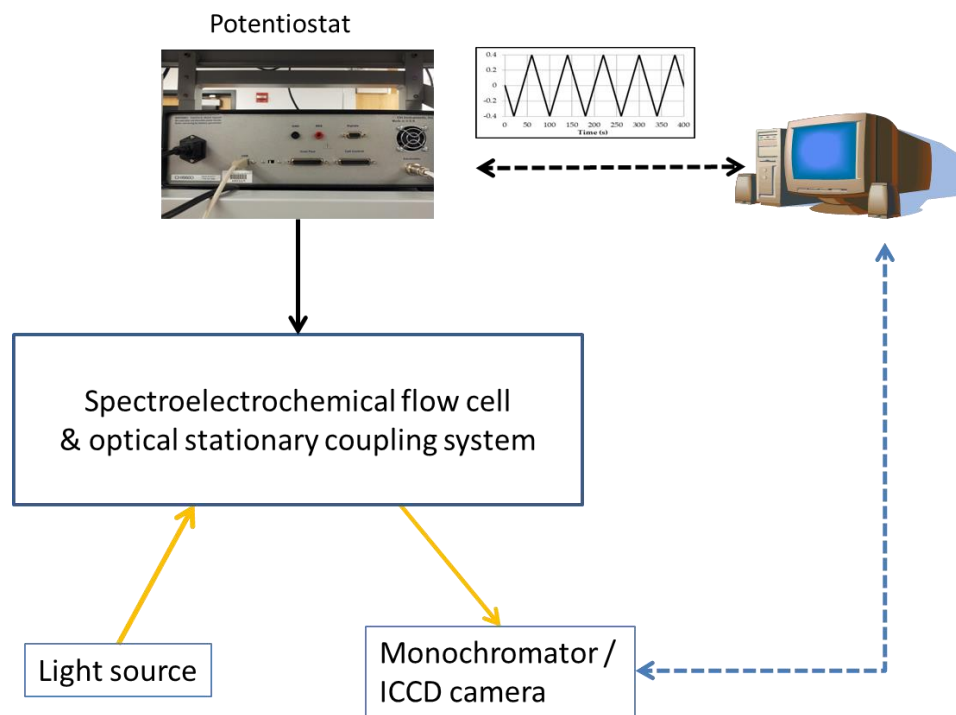 Potentiostat
0.4
0.2
0
-0.2
-0.4
0 50 100 150 200 250 300 350 400
Time (s)
Spectroelectrochemical flow cell
& optical stationary coupling system
Light source
Monochromator /
ICCD camera